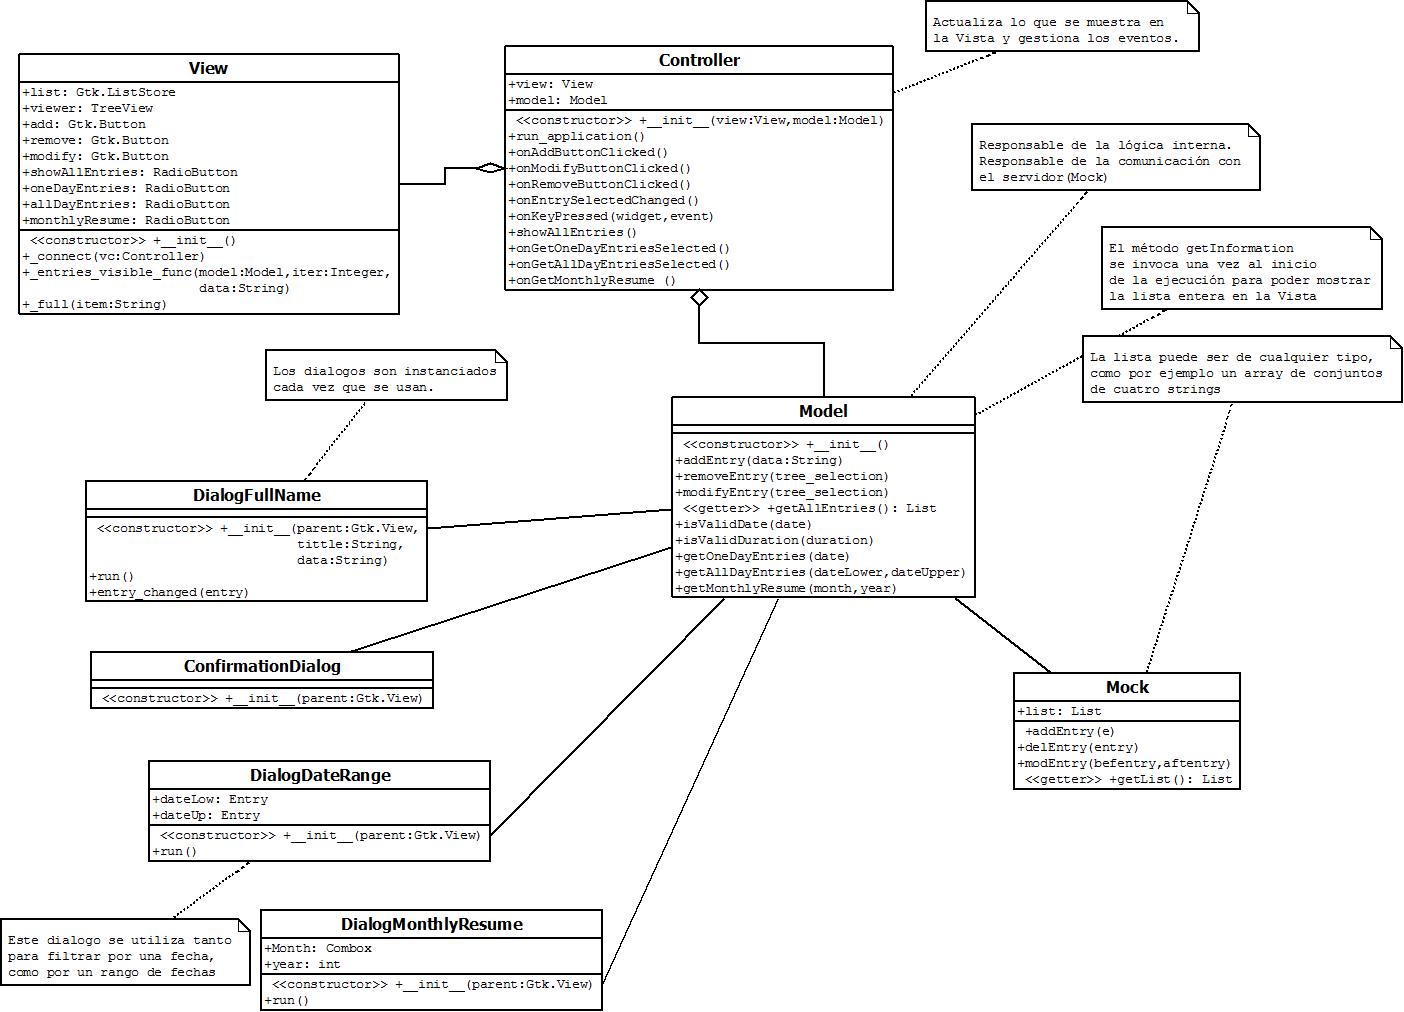 Actualiza lo que se muestra en
la Vista y gestiona los eventos.
View
+list: Gtk.ListStore
+viewer: TreeView
+add: Gtk.Button
+remove: Gtk.Button
+modify: Gtk.Button
+showAllEntries: RadioButton
+oneDayEntries: RadioButton
+allDayEntries: RadioButton
+monthlyResume: RadioButton
<<constructor>> +__init__()
+_connect(vc:Controller)
+_entries_visible_func(model:Model,iter:Integer,
data:String)
+_full(item:String)
Controller
+view: View
+model: Model
<<constructor>> +__init__(view:View,model:Model)
+run_application()
+onAddButtonClicked()
+onModifyButtonClicked()
+onRemoveButtonClicked()
+onEntrySelectedChanged()
+onKeyPressed(widget,event)
+showAllEntries()
+onGetOneDayEntriesSelected()
+onGetAllDayEntriesSelected()
+onGetMonthlyResume ()
Responsable de la lógica interna.
Responsable de la comunicación con
el servidor(Mock)
El método getInformation
se invoca una vez al inicio
de la ejecución para poder mostrar
la lista entera en la Vista
La lista puede ser de cualquier tipo,
como por ejemplo un array de conjuntos
de cuatro strings
Los dialogos son instanciados
cada vez que se usan.
Model
<<constructor>> +__init__()
+addEntry(data:String)
+removeEntry(tree_selection)
+modifyEntry(tree_selection)
<<getter>> +getAllEntries(): List
+isValidDate(date)
+isValidDuration(duration)
+getOneDayEntries(date)
+getAllDayEntries(dateLower,dateUpper)
+getMonthlyResume(month,year)
DialogFullName
<<constructor>> +__init__(parent:Gtk.View,
tittle:String,
data:String)
+run()
+entry_changed(entry)
ConfirmationDialog
<<constructor>> +__init__(parent:Gtk.View)
Mock
+list: List
+addEntry(e)
+delEntry(entry)
+modEntry(befentry,aftentry)
<<getter>> +getList(): List
DialogDateRange
+dateLow: Entry
+dateUp: Entry
<<constructor>> +__init__(parent:Gtk.View)
+run()
Este dialogo se utiliza tanto
para filtrar por una fecha,
como por un rango de fechas
DialogMonthlyResume
+Month: Combox
+year: int
<<constructor>> +__init__(parent:Gtk.View)
+run()